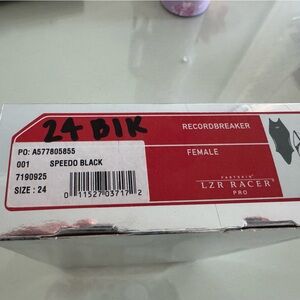 24 BlK
RECORDBREAKER
FEMALE
PO: A577805855
001 SPEEDO BLACK
7190925
SIZE : 24
0 11527 03717 2
FASTSKIN
LZR RACER
PRO